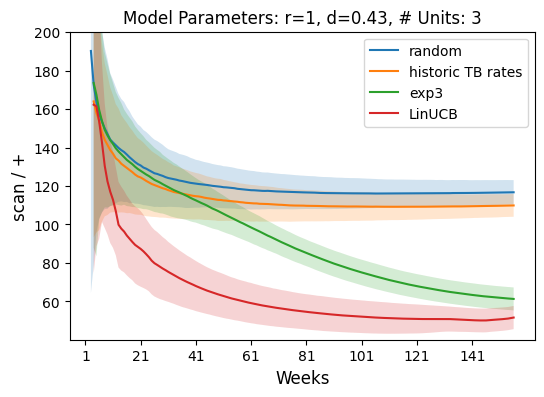 Model Parameters: r=1, d=0.43, # Units: 3
200
180
160
140
120
100
80
60
scan / +
random
historic TB rates
exp3
LinUCB
1 21 41 61 81 101 121 141
Weeks